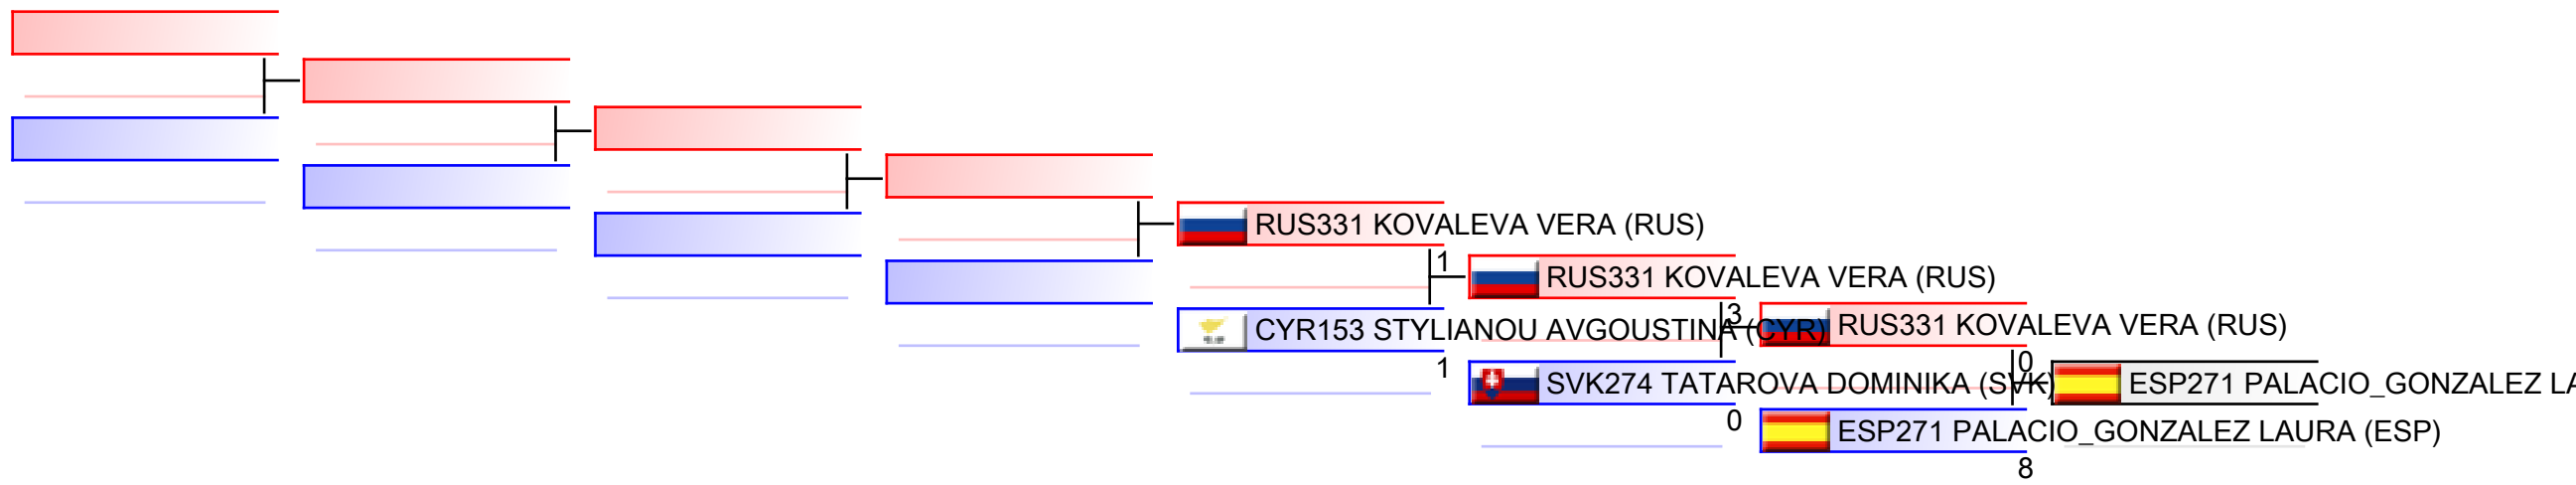 RUS331 KOVALEVA VERA (RUS)
1
CYR153 STYLIANOU AVGOUSTINA (CYR)
1
RUS331 KOVALEVA VERA (RUS)
3
SVK274 TATAROVA DOMINIKA (SVK)
0
RUS331 KOVALEVA VERA (RUS)
0
ESP271 PALACIO_GONZALEZ LAURA (ESP)
8
ESP271 PALACIO_GONZALEZ LA